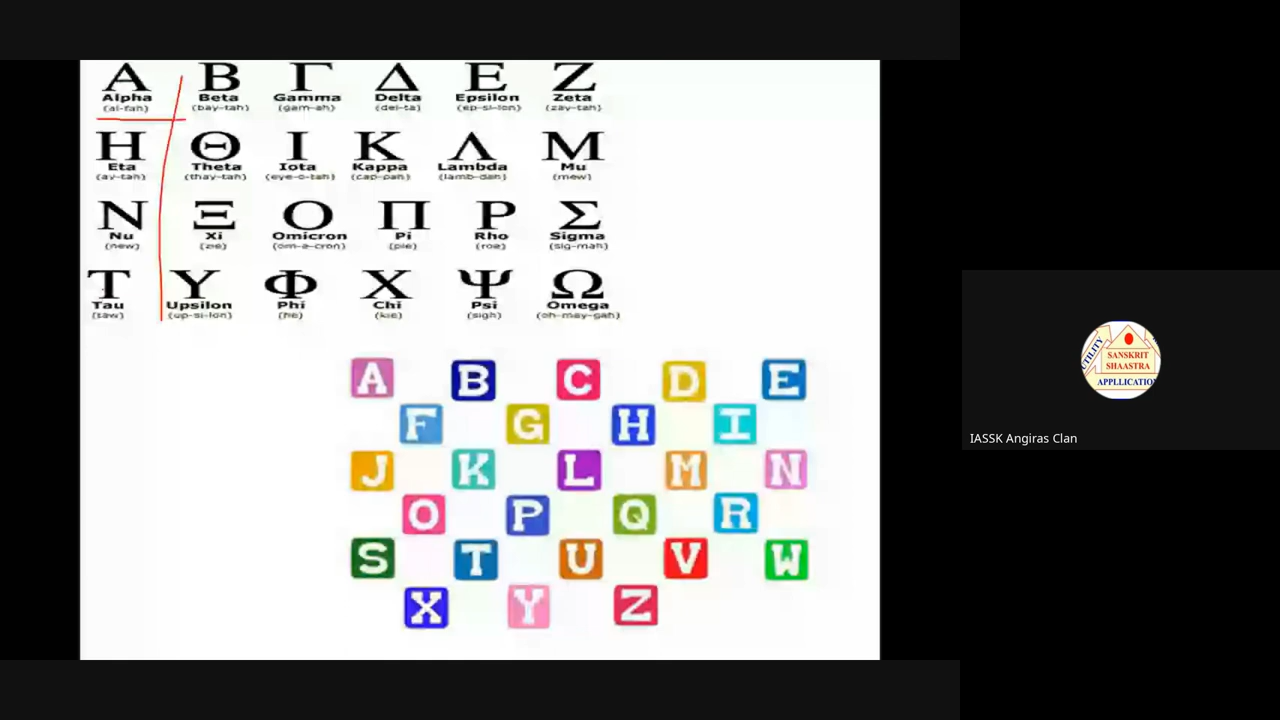 Α Β Γ Δ Ε Ζ
Alpha Beta Gamma Delta Epsilon Zeta
(al-fah) (bay-tah) (gam-ah) (del-ta) (ep-si-lon) (zay-tah)
Η Θ Ι Κ Λ Μ
Eta Theta Iota Kappa Lambda Mu
(ay-tah) (thay-tah) (eye-o-tah) (cap-pah) (lamb-dah) (mew)
Ν Ξ Ο Π Ρ Σ
Nu Xi Omicron Pi Rho Sigma
(new) (zie) (om-e-cron) (pie) (roe) (sig-mah)
Τ Υ Φ Χ Ψ Ω
Tau Upsilon Phi Chi Psi Omega
(taw) (up-si-lon) (fie) (kie) (sigh) (oh-may-gah)
A B C D E
F G H I
J K L M N
O P Q R
S T U V W
X Y Z
UTILITY
SANSKRIT
SHAASTRA
APPLLICATIO
IASSK Angiras Clan